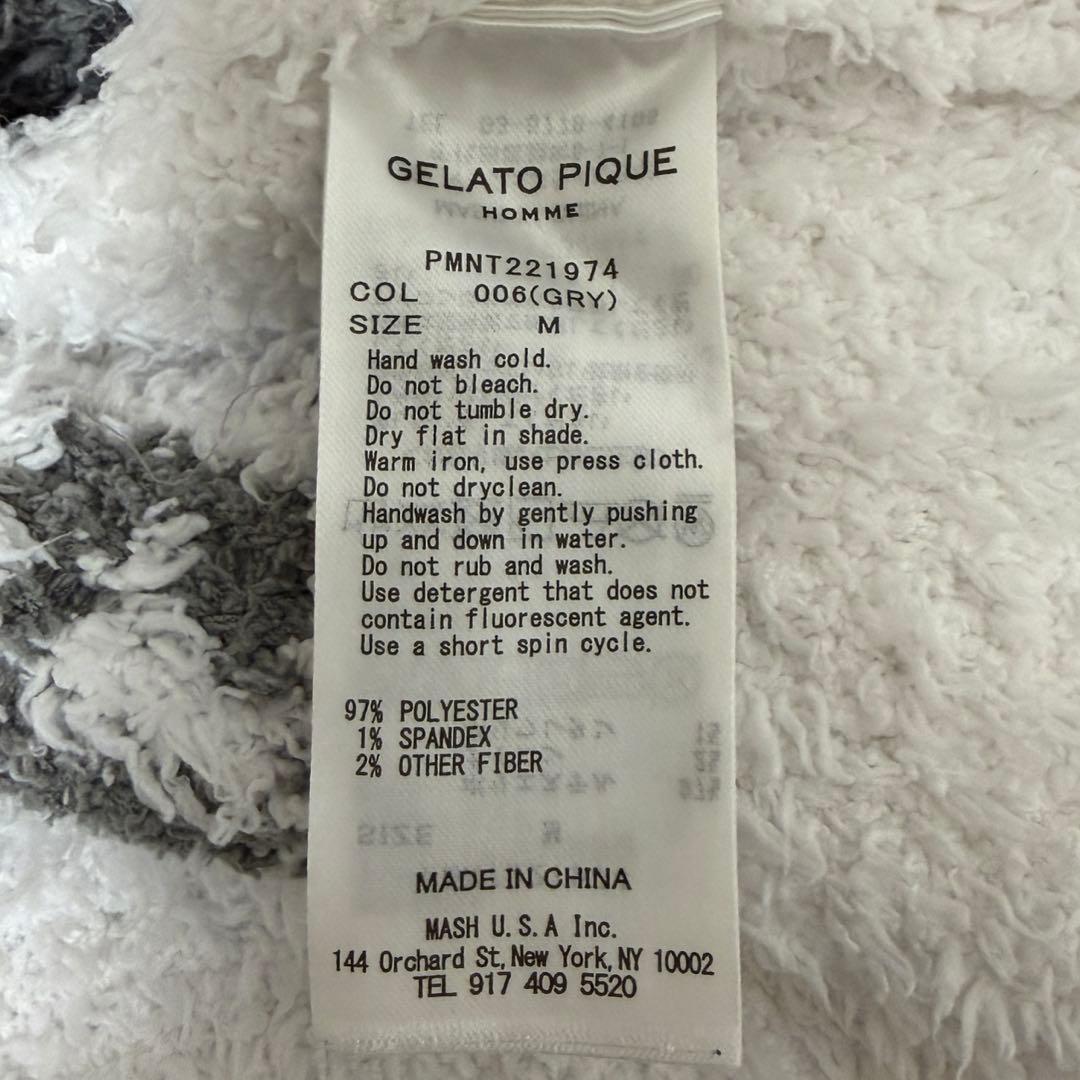 GELATO PIQUE
HOMME
PMNT221974
COL 006(GRY)
SIZE M
Hand wash cold.
Do not bleach.
Do not tumble dry.
Dry flat in shade.
Warm iron, use press cloth.
Do not dryclean.
Handwash by gently pushing
up and down in water.
Do not rub and wash.
Use detergent that does not
contain fluorescent agent.
Use a short spin cycle.
97% POLYESTER
1% SPANDEX
2% OTHER FIBER
MADE IN CHINA
MASH U.S.A Inc.
144 Orchard St, New York, NY 10002
TEL 917 409 5520